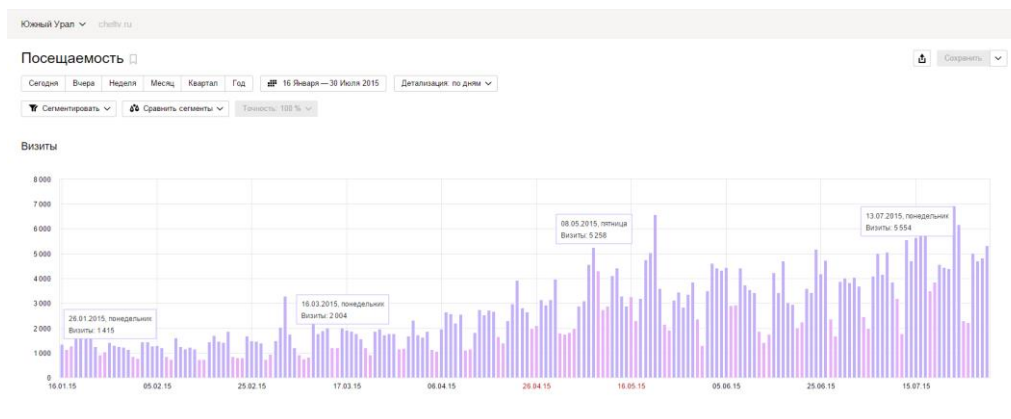 Южный Урал cheltv.ru
Посещаемость
Сохранить
Сегодня Вчера Неделя Месяц Квартал Год 16 Января — 30 Июля 2015 Детализация: по дням
Сегментировать Сравнить сегменты Точность: 100 %
Визиты
8 000
7 000
6 000
5 000
4 000
3 000
2 000
1 000
0
26.01.2015, понедельник
Визиты: 1 415
16.03.2015, понедельник
Визиты: 2 004
08.05.2015, пятница
Визиты: 5 256
13.07.2015, понедельник
Визиты: 5 554
16.01.15 05.02.15 25.02.15 17.03.15 06.04.15 26.04.15 16.05.15 05.06.15 25.06.15 15.07.15